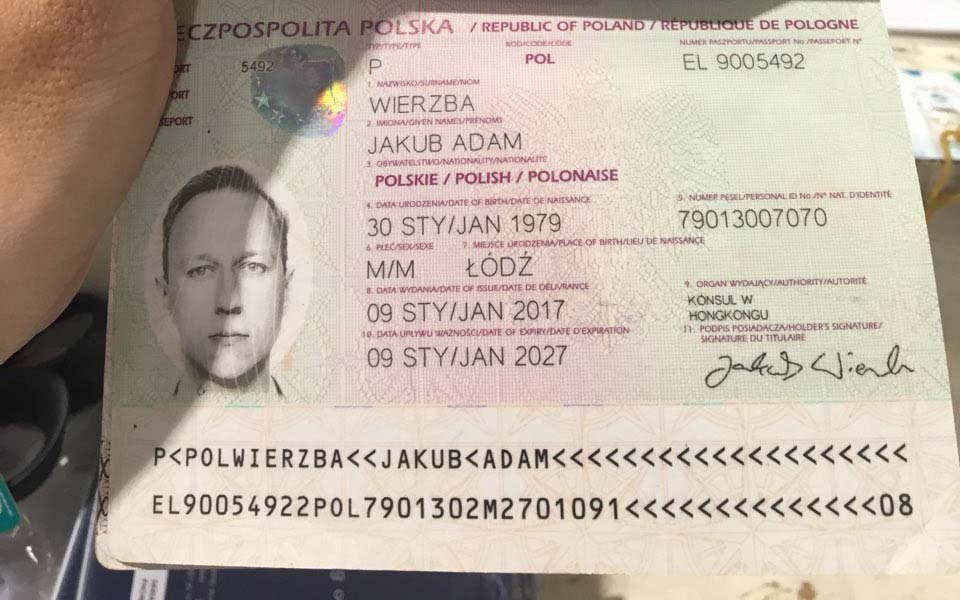 ECZPOSPOLITA POLSKA / REPUBLIC OF POLAND / RÉPUBLIQUE DE POLOGNE
TYP/TYPE/TYPE KOD/CODE/CODE NUMER PASZPORTU/PASSPORT No./PASSEPORT N°
5492 P POL EL 9005492
1. NAZWISKO/SURNAME/NOM
WIERZBA
2. IMIONA/GIVEN NAMES/PRÉNOMS
JAKUB ADAM
3. OBYWATELSTWO/NATIONALITY/NATIONALITÉ
POLSKIE / POLISH / POLONAISE
4. DATA URODZENIA/DATE OF BIRTH/DATE DE NAISSANCE 5. NUMER PESEL/PERSONAL ID No./N° NAT. D'IDENTITÉ
30 STY/JAN 1979 79013007070
6. PŁEĆ/SEX/SEXE 7. MIEJSCE URODZENIA/PLACE OF BIRTH/LIEU DE NAISSANCE
M/M ŁÓDŹ
8. DATA WYDANIA/DATE OF ISSUE/DATE DE DÉLIVRANCE 9. ORGAN WYDAJĄCY/AUTHORITY/AUTORITÉ
09 STY/JAN 2017 KONSUL W
HONGKONGU
10. DATA UPŁYWU WAŻNOŚCI/DATE OF EXPIRY/DATE D'EXPIRATION 11. PODPIS POSIADACZA/HOLDER'S SIGNATURE/
SIGNATURE DU TITULAIRE
09 STY/JAN 2027
P<POLWIERZBA<<JAKUB<ADAM<<<<<<<<<<<<<<<<<<<<
EL90054922POL7901302M2701091<<<<<<<<<<<<<<08